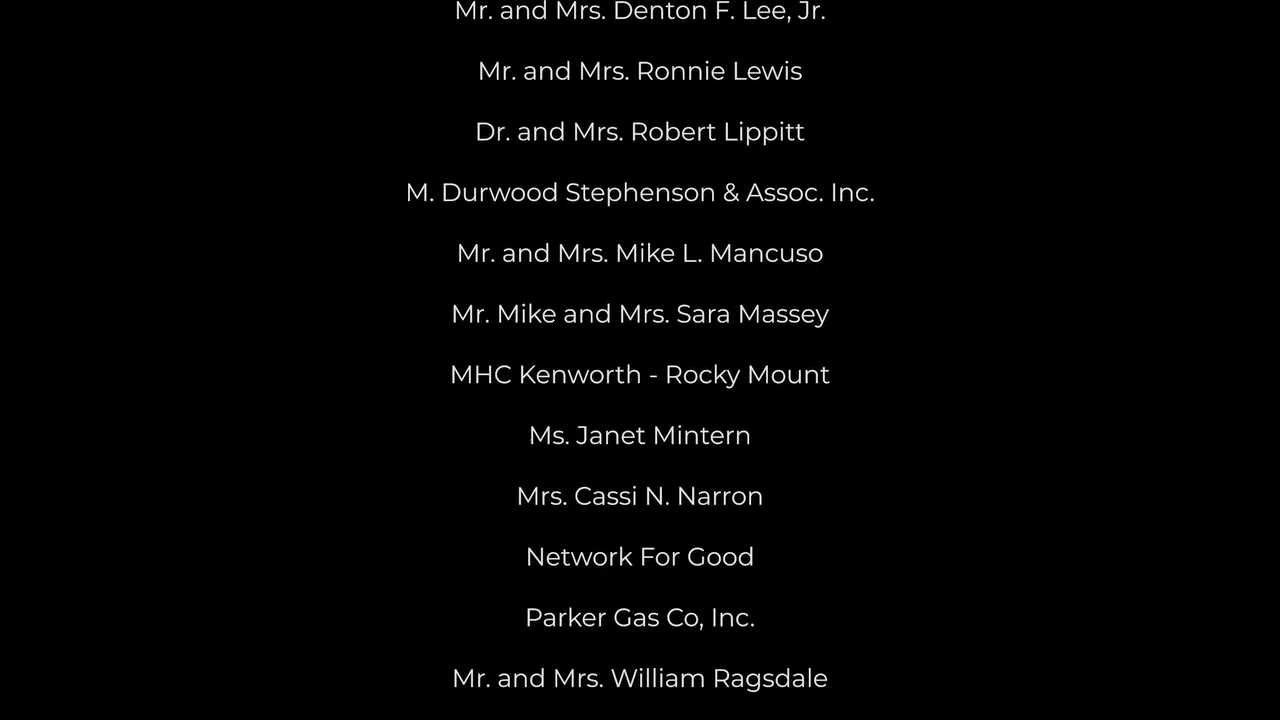 Mr. and Mrs. Denton F. Lee, Jr.
Mr. and Mrs. Ronnie Lewis
Dr. and Mrs. Robert Lippitt
M. Durwood Stephenson & Assoc. Inc.
Mr. and Mrs. Mike L. Mancuso
Mr. Mike and Mrs. Sara Massey
MHC Kenworth - Rocky Mount
Ms. Janet Mintern
Mrs. Cassi N. Narron
Network For Good
Parker Gas Co, Inc.
Mr. and Mrs. William Ragsdale